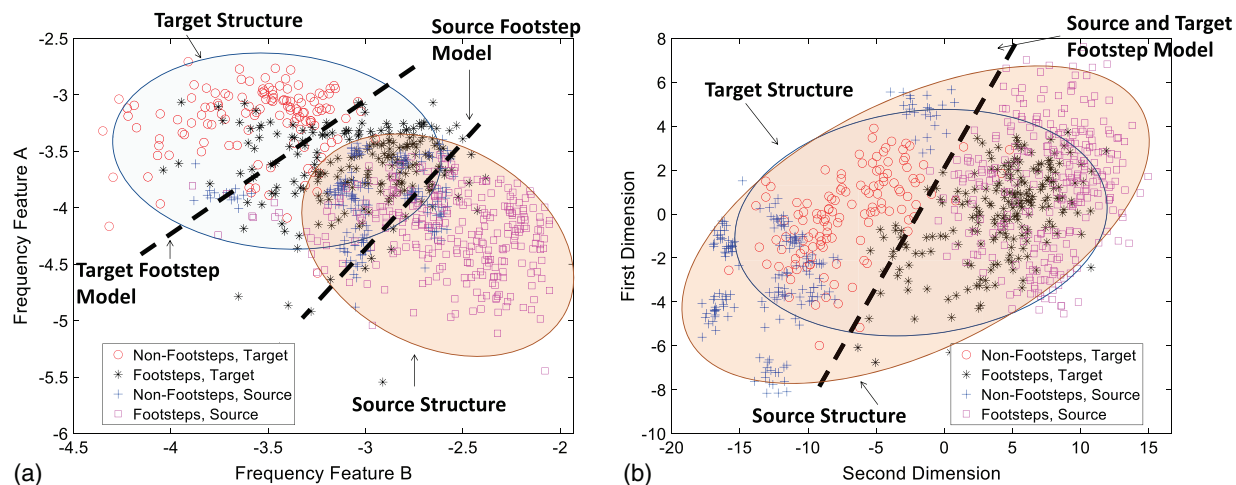 Target Structure
Source Footstep
Model
-2.5
-3
-3.5
-4
-4.5
-5
-5.5
-6
Frequency Feature A
Target Footstep
Model
Non-Footsteps, Target
Footsteps, Target
Non-Footsteps, Source
Footsteps, Source
Source Structure
-4.5
-4
-3.5
-3
-2.5
-2
(a)
Frequency Feature B
Source and Target
Footstep Model
8
6
4
2
0
-2
-4
-6
-8
-10
First Dimension
Target Structure
Source Structure
Non-Footsteps, Target
Footsteps, Target
Non-Footsteps, Source
Footsteps, Source
-20
-15
-10
-5
0
5
10
15
(b)
Second Dimension